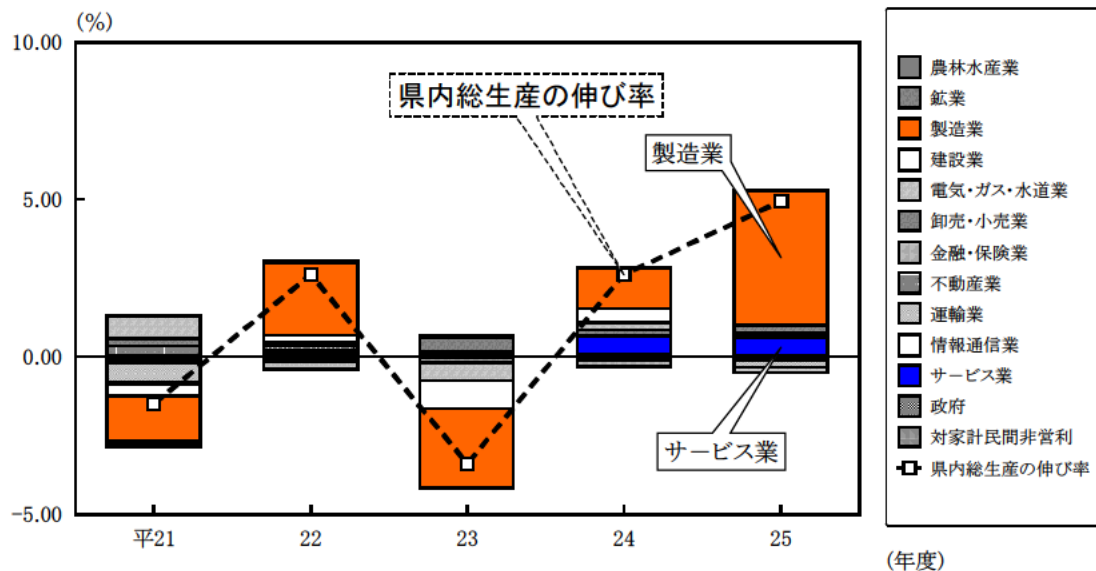 (%)
10.00
5.00
0.00
−5.00
平21
22
23
24
25
(年度)
県内総生産の伸び率
製造業
サービス業
農林水産業
鉱業
製造業
建設業
電気・ガス・水道業
卸売・小売業
金融・保険業
不動産業
運輸業
情報通信業
サービス業
政府
対家計民間非営利
県内総生産の伸び率